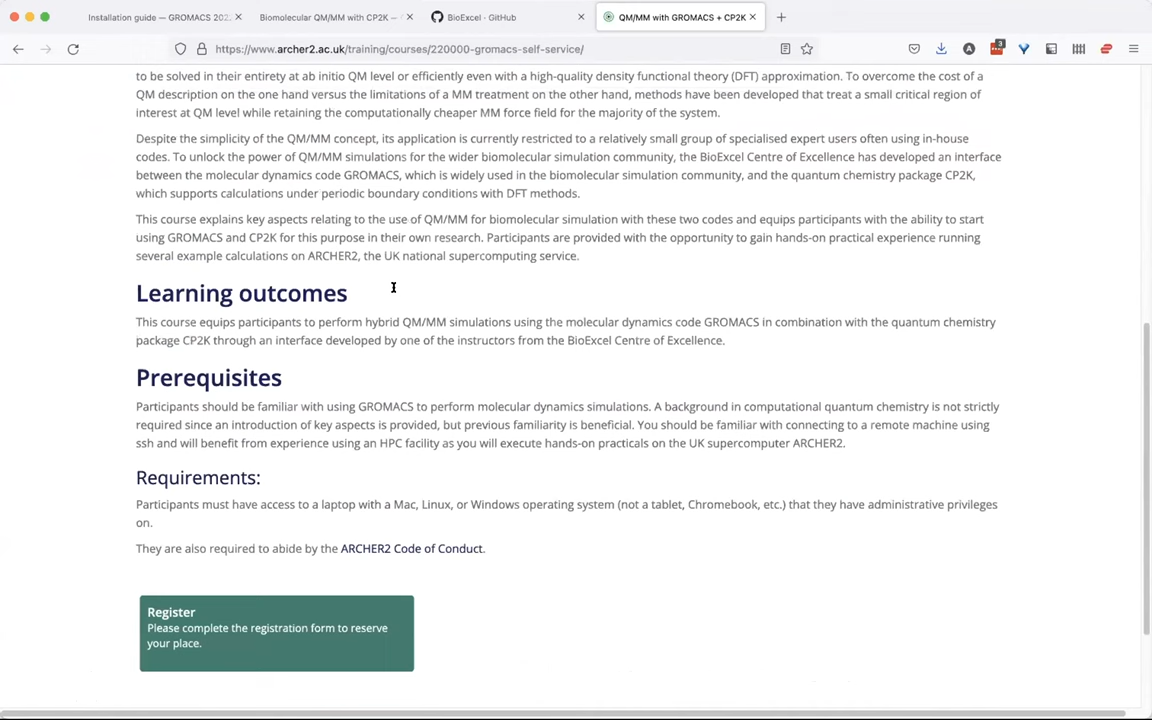 Installation guide — GROMACS 202
Biomolecular QM/MM with CP2K —
BioExcel · GitHub
QM/MM with GROMACS + CP2K
https://www.archer2.ac.uk/training/courses/220000-gromacs-self-service/
3
to be solved in their entirety at ab initio QM level or efficiently even with a high-quality density functional theory (DFT) approximation. To overcome the cost of a
QM description on the one hand versus the limitations of a MM treatment on the other hand, methods have been developed that treat a small critical region of
interest at QM level while retaining the computationally cheaper MM force field for the majority of the system.
Despite the simplicity of the QM/MM concept, its application is currently restricted to a relatively small group of specialised expert users often using in-house
codes. To unlock the power of QM/MM simulations for the wider biomolecular simulation community, the BioExcel Centre of Excellence has developed an interface
between the molecular dynamics code GROMACS, which is widely used in the biomolecular simulation community, and the quantum chemistry package CP2K,
which supports calculations under periodic boundary conditions with DFT methods.
This course explains key aspects relating to the use of QM/MM for biomolecular simulation with these two codes and equips participants with the ability to start
using GROMACS and CP2K for this purpose in their own research. Participants are provided with the opportunity to gain hands-on practical experience running
several example calculations on ARCHER2, the UK national supercomputing service.
Learning outcomes
This course equips participants to perform hybrid QM/MM simulations using the molecular dynamics code GROMACS in combination with the quantum chemistry
package CP2K through an interface developed by one of the instructors from the BioExcel Centre of Excellence.
Prerequisites
Participants should be familiar with using GROMACS to perform molecular dynamics simulations. A background in computational quantum chemistry is not strictly
required since an introduction of key aspects is provided, but previous familiarity is beneficial. You should be familiar with connecting to a remote machine using
ssh and will benefit from experience using an HPC facility as you will execute hands-on practicals on the UK supercomputer ARCHER2.
Requirements:
Participants must have access to a laptop with a Mac, Linux, or Windows operating system (not a tablet, Chromebook, etc.) that they have administrative privileges
on.
They are also required to abide by the ARCHER2 Code of Conduct.
Register
Please complete the registration form to reserve
your place.